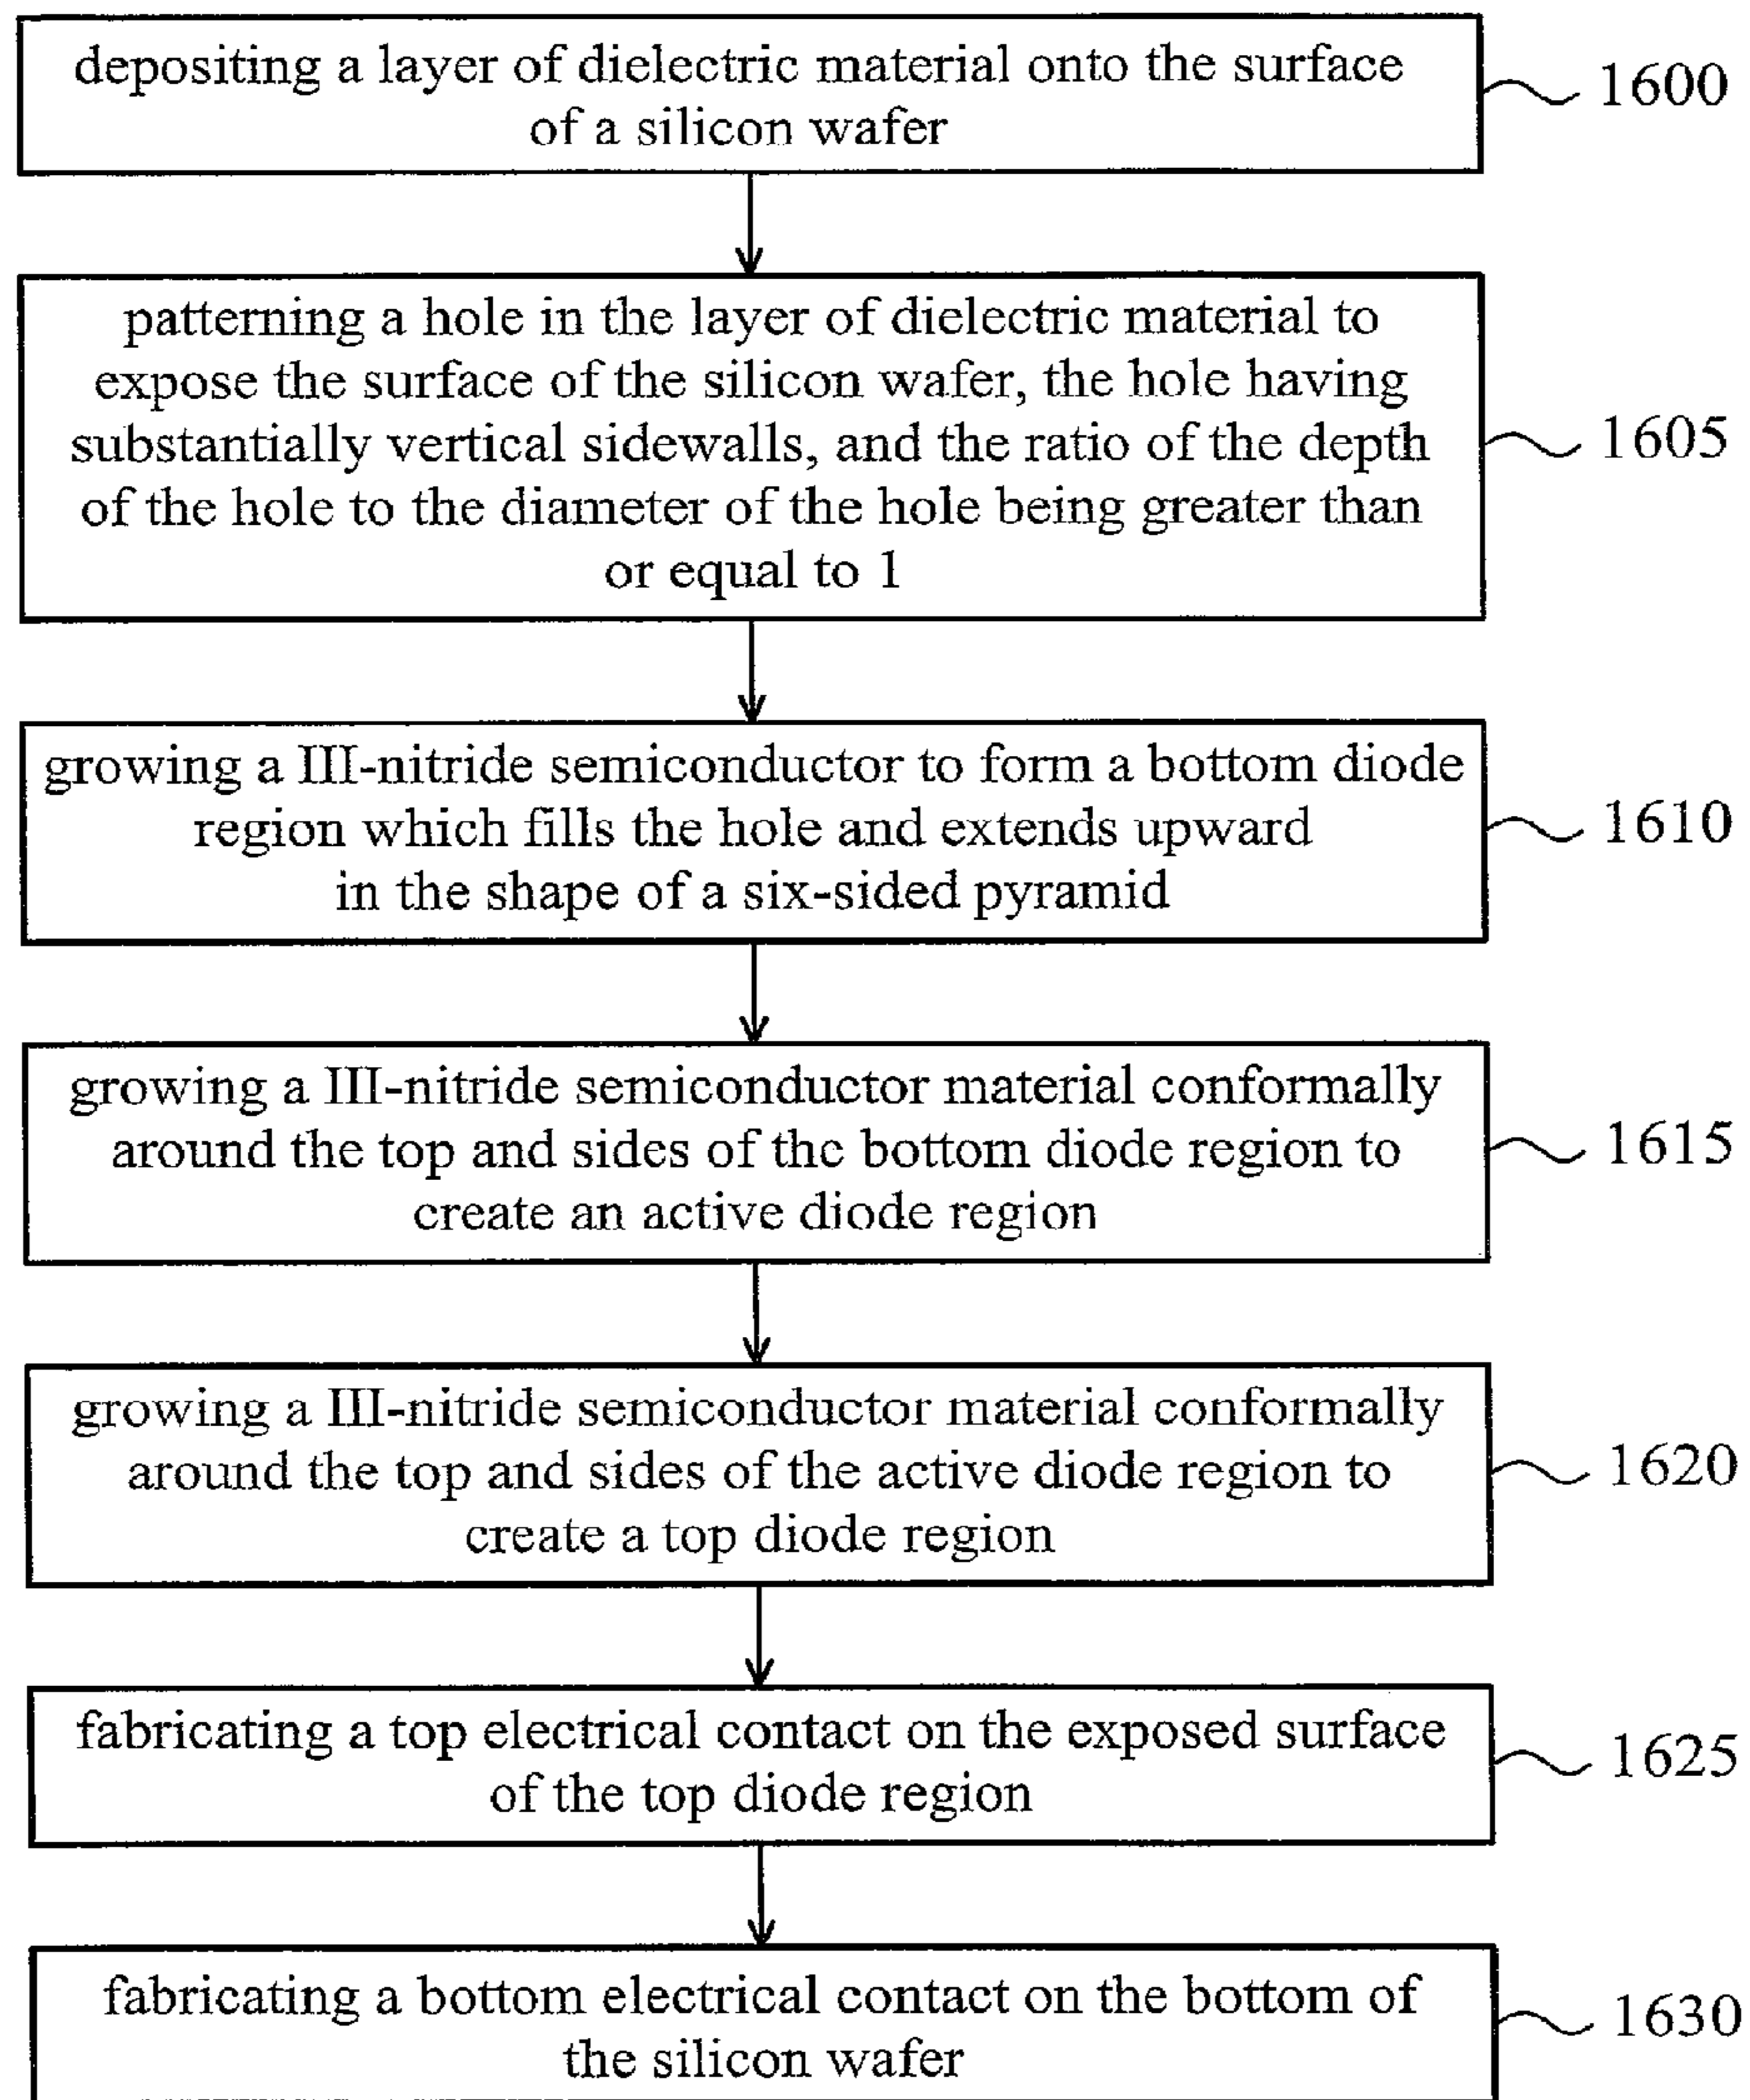 depositing a layer of dielectric material onto the surface
of a silicon wafer
1600
patterning a hole in the layer of dielectric material to
expose the surface of the silicon wafer, the hole having
substantially vertical sidewalls, and the ratio of the depth
of the hole to the diameter of the hole being greater than
or equal to 1
1605
growing a III-nitride semiconductor to form a bottom diode
region which fills the hole and extends upward
in the shape of a six-sided pyramid
1610
growing a III-nitride semiconductor material conformally
around the top and sides of the bottom diode region to
create an active diode region
1615
growing a III-nitride semiconductor material conformally
around the top and sides of the active diode region to
create a top diode region
1620
fabricating a top electrical contact on the exposed surface
of the top diode region
1625
fabricating a bottom electrical contact on the bottom of
the silicon wafer
1630